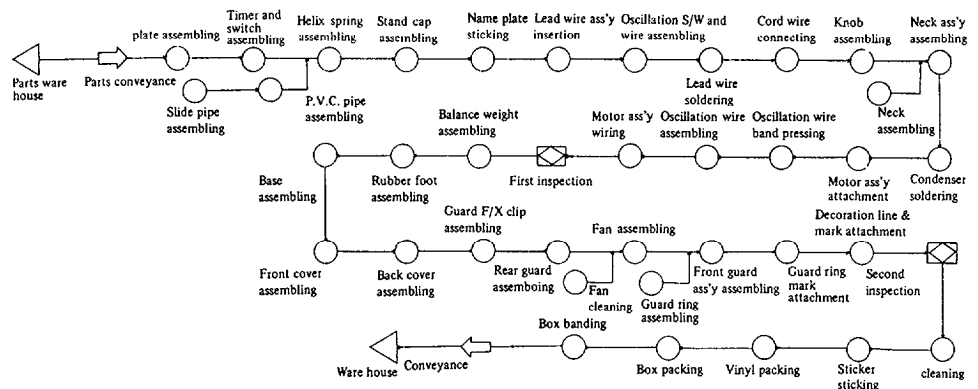 Parts ware
house
Parts conveyance
plate assembling
Timer and
switch
assembling
Slide pipe
assembling
P.V.C. pipe
assembling
Helix spring
assembling
Stand cap
assembling
Name plate
sticking
Lead wire ass'y
insertion
Oscillation S/W and
wire assembling
Lead wire
soldering
Cord wire
connecting
Knob
assembling
Neck ass'y
assembling
Neck
assembling
Condenser
soldering
Motor ass'y
attachment
Oscillation wire
band pressing
Oscillation wire
assembling
Motor ass'y
wiring
First inspection
Balance weight
assembling
Rubber foot
assembling
Base
assembling
Front cover
assembling
Back cover
assembling
Guard F/X clip
assembling
Rear guard
assemboing
Fan
cleaning
Fan assembling
Guard ring
assembling
Front guard
ass'y assembling
Guard ring
mark
attachment
Decoration line &
mark attachment
Second
inspection
cleaning
Sticker
sticking
Vinyl packing
Box packing
Box banding
Conveyance
Ware house